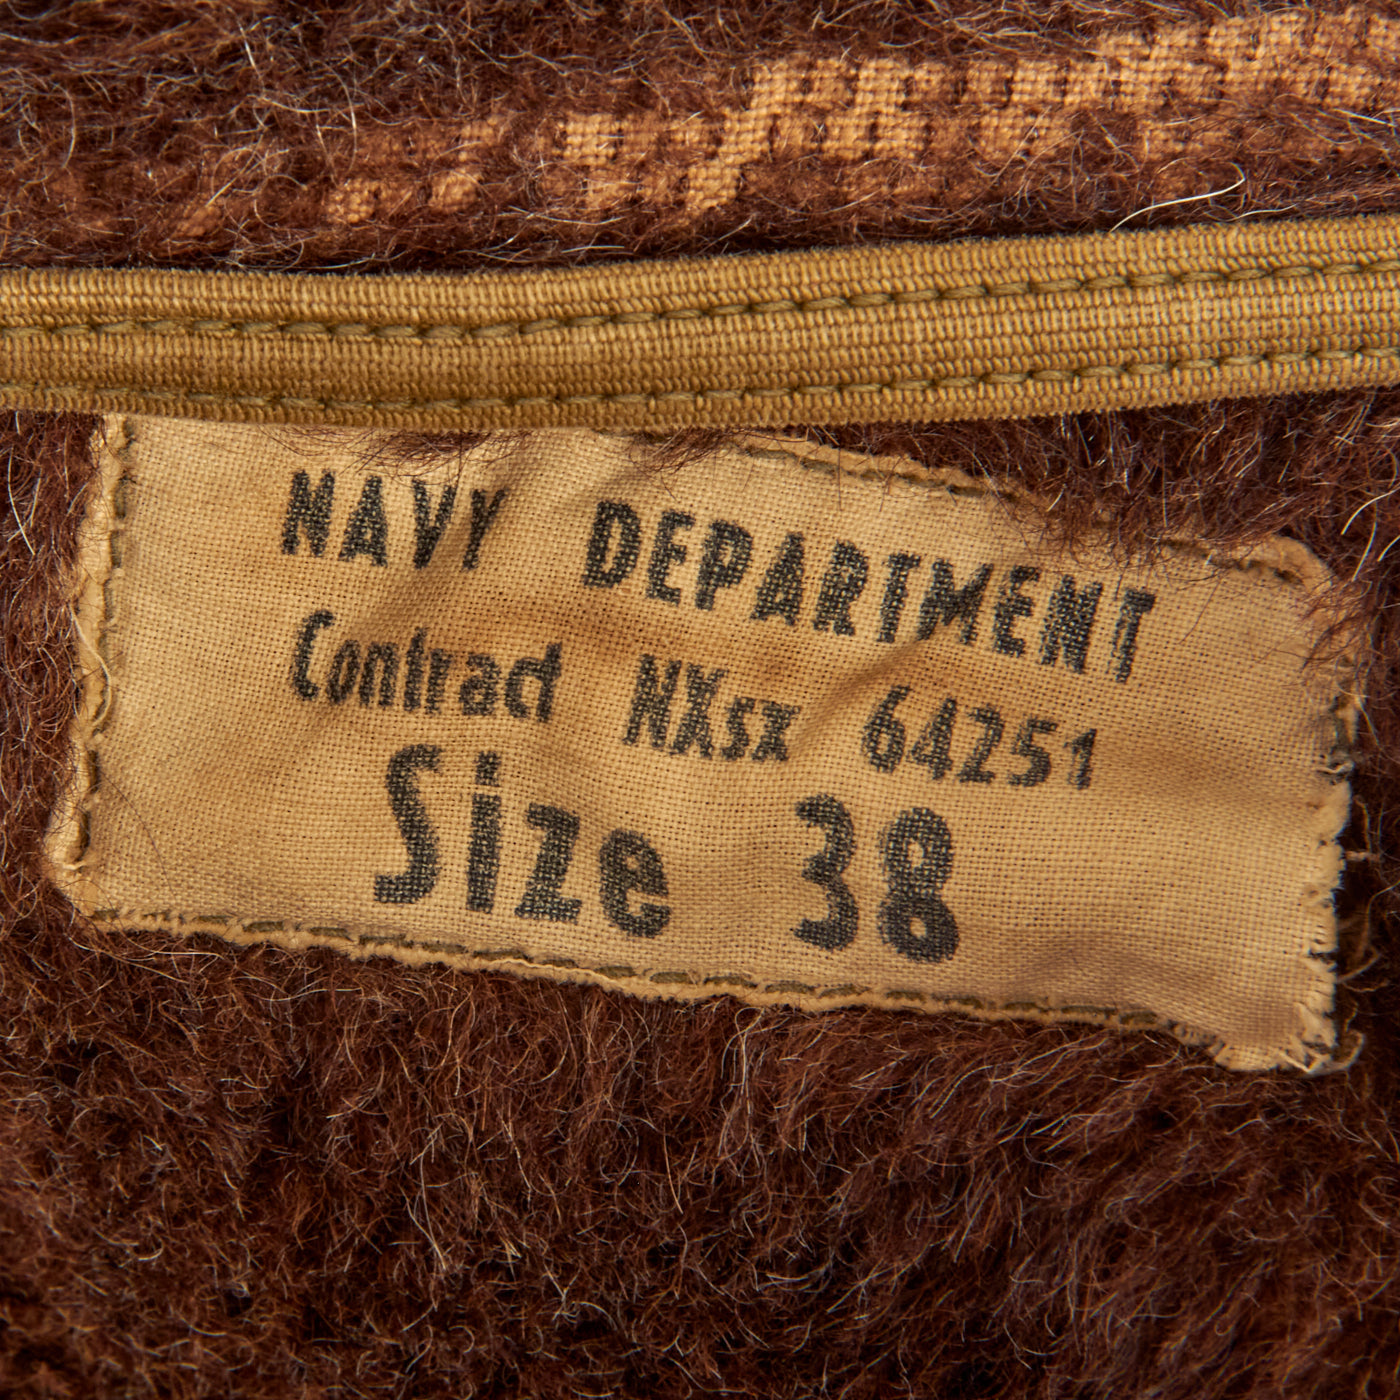 NAVY DEPARTMENT
Contract NXsx 64251
Size 38